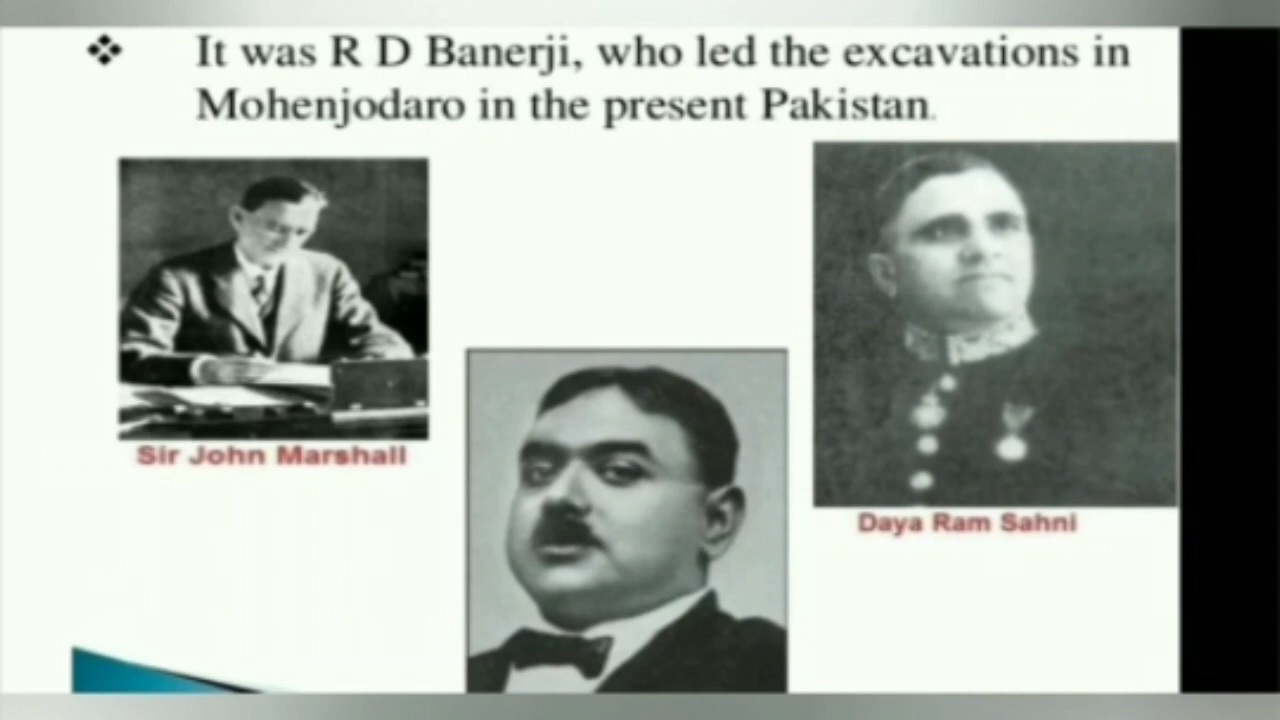 It was R D Banerji, who led the excavations in
Mohenjodaro in the present Pakistan.
Sir John Marshall
Daya Ram Sahni